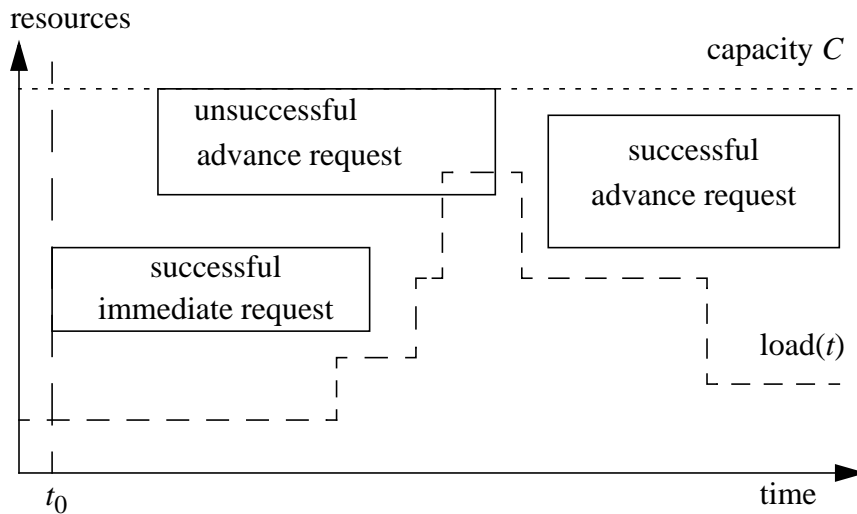 resources
capacity C
unsuccessful
advance request
successful
advance request
successful
immediate request
load(t)
t0
time